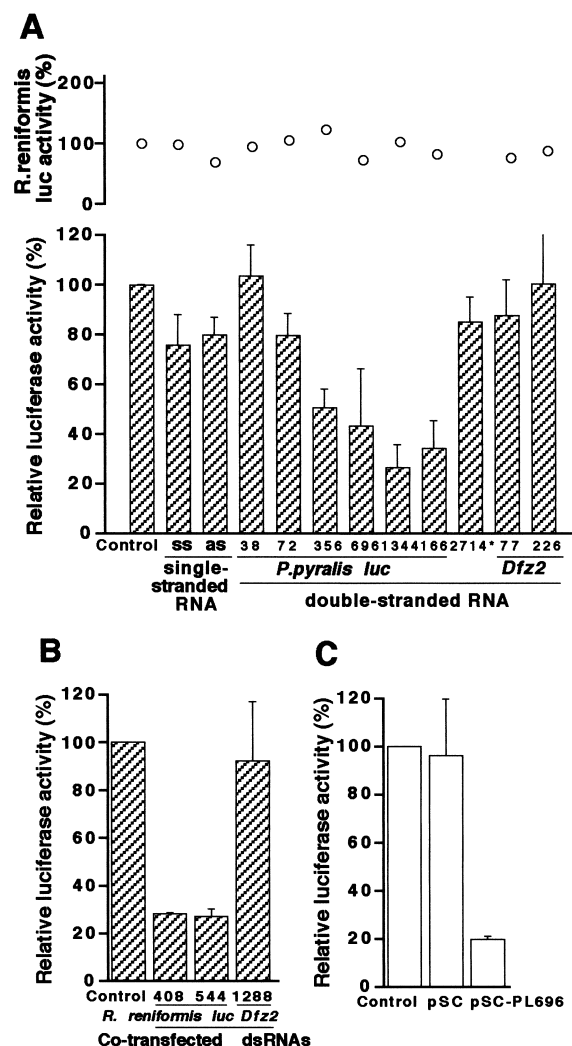 A
R.reniformis
luc activity (%)
200
100
0
Relative luciferase activity (%)
120
100
80
60
40
20
0
Control ss as 38 72 356 696 1344 166 2714* 77 226
single-
stranded
RNA
P.pyralis luc
Dfz2
double-stranded RNA
B
Relative luciferase activity (%)
120
100
80
60
40
20
0
Control 408 544 1288
R. reniformis luc Dfz2
Co-transfected dsRNAs
C
Relative luciferase activity (%)
120
100
80
60
40
20
0
Control pSC pSC-PL696